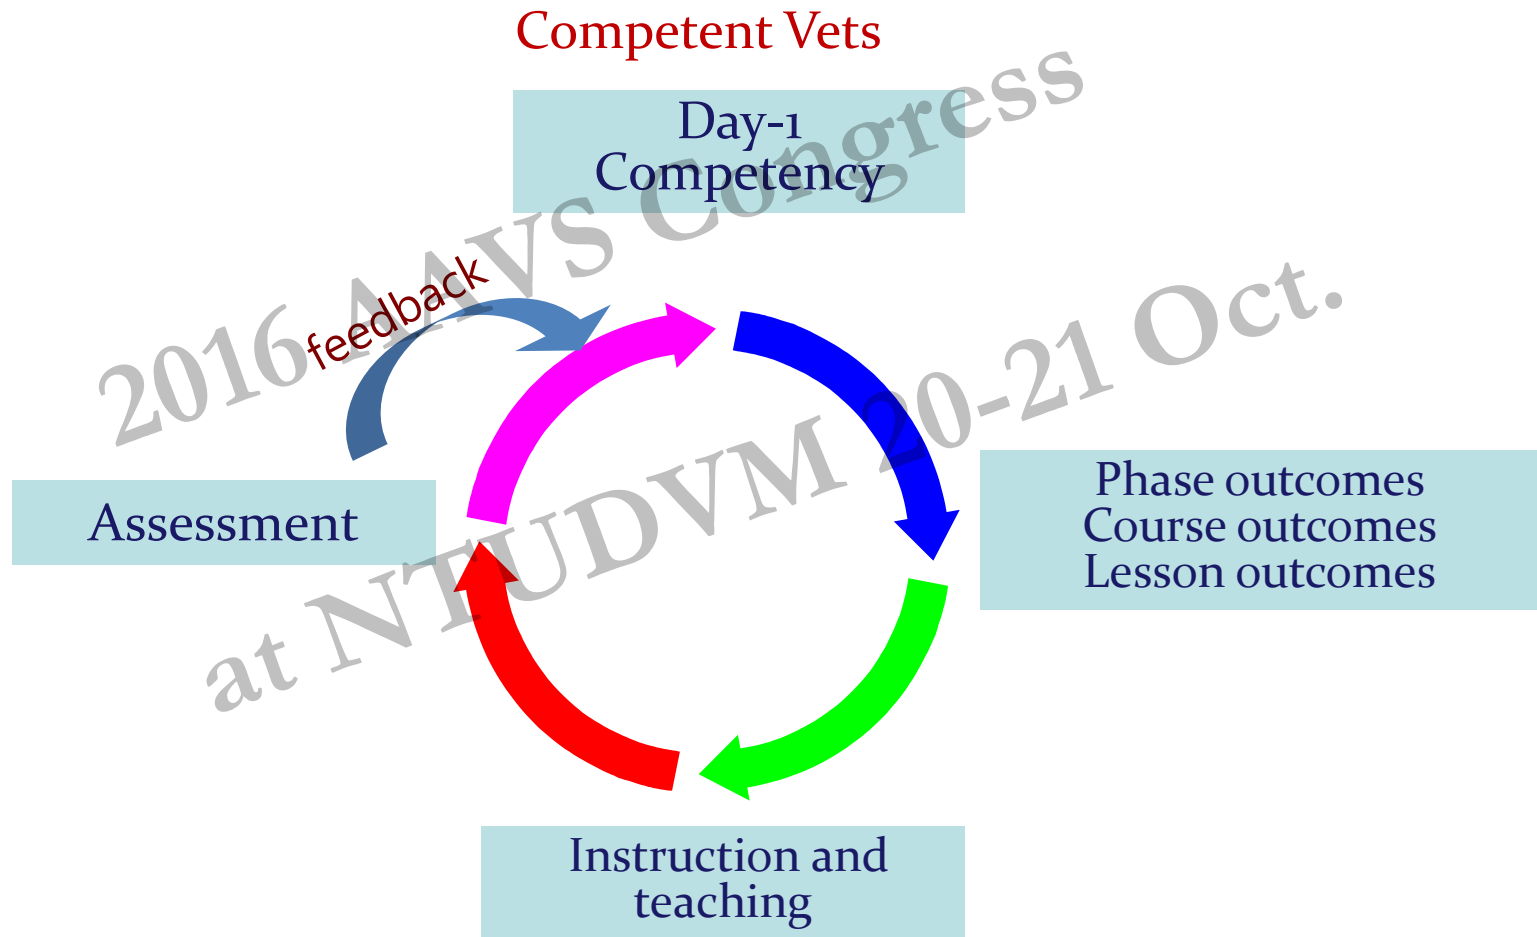 Competent Vets
Day-1
Competency
feedback
Assessment
Phase outcomes
Course outcomes
Lesson outcomes
Instruction and
teaching
2016 AAVS Congress
at NTUDVM 20-21 Oct.